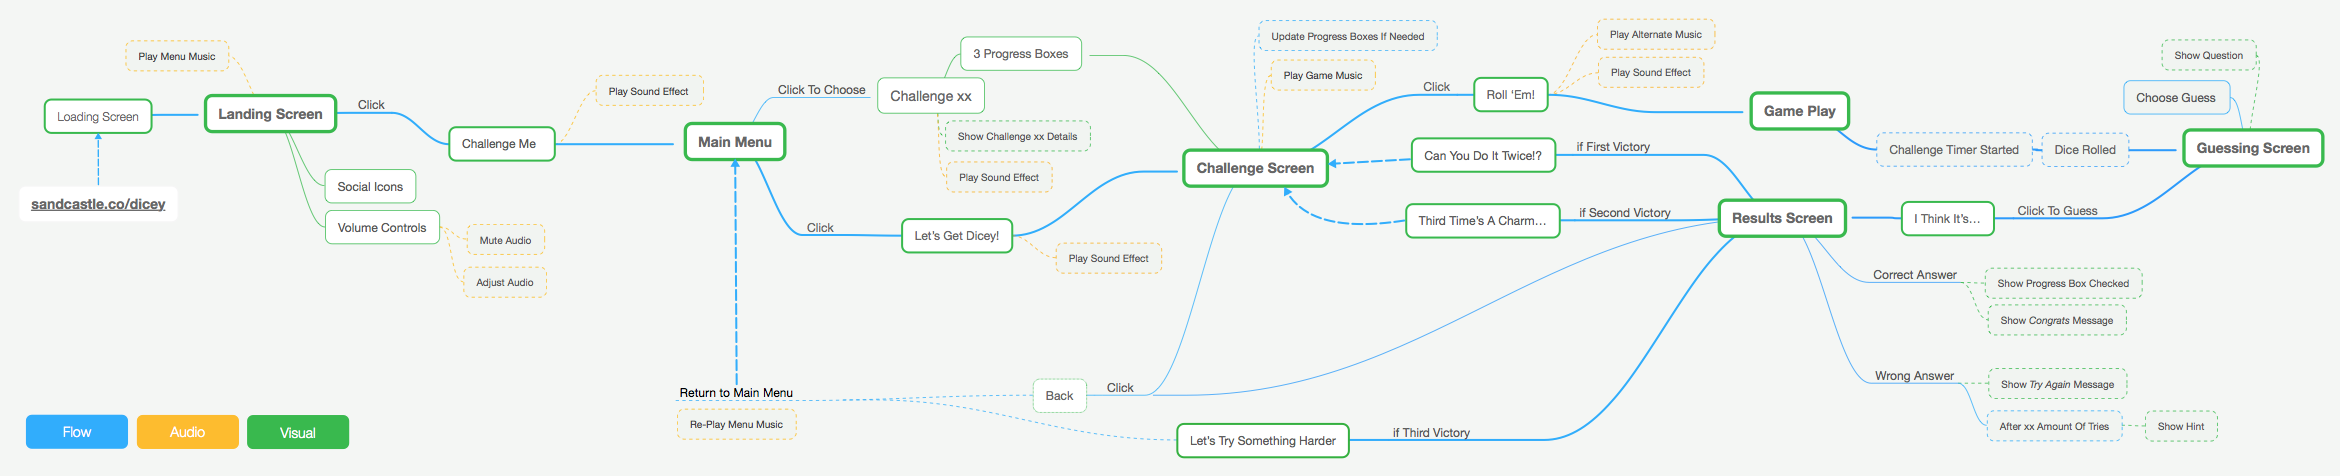 Play Menu Music
Loading Screen
Landing Screen
Click
Challenge Me
Play Sound Effect
sandcastle.co/dicey
Social Icons
Volume Controls
Mute Audio
Adjust Audio
Main Menu
Click To Choose
Challenge xx
3 Progress Boxes
Show Challenge xx Details
Play Sound Effect
Click
Let's Get Dicey!
Play Sound Effect
Return to Main Menu
Re-Play Menu Music
Back
Click
Let's Try Something Harder
if Third Victory
Update Progress Boxes If Needed
Play Game Music
Challenge Screen
Click
Roll 'Em!
Play Alternate Music
Play Sound Effect
Can You Do It Twice!?
if First Victory
Third Time's A Charm...
if Second Victory
Game Play
Challenge Timer Started
Dice Rolled
Show Question
Choose Guess
Guessing Screen
Results Screen
I Think It's...
Click To Guess
Correct Answer
Show Progress Box Checked
Show Congrats Message
Wrong Answer
Show Try Again Message
After xx Amount Of Tries
Show Hint
Flow
Audio
Visual